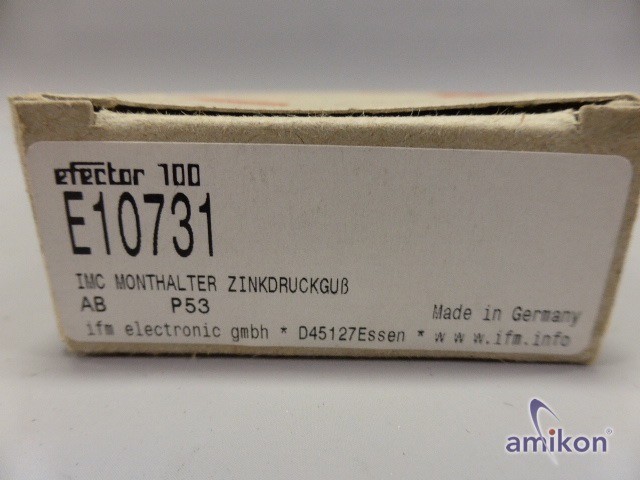 efector 100
E10731
IMC MONTHALTER ZINKDRUCKGUß
AB P53
Made in Germany
ifm electronic gmbh * D45127Essen * w w w.ifm.info
amikon®